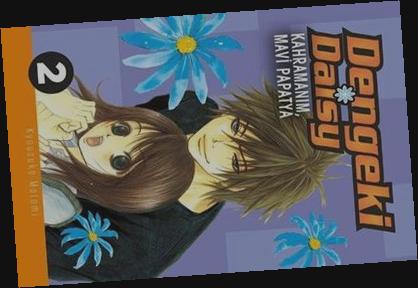 Dengeki
Daisy
KAHRAMANIM,
MAVİ PAPATYA
2
Kyousuke Motomi